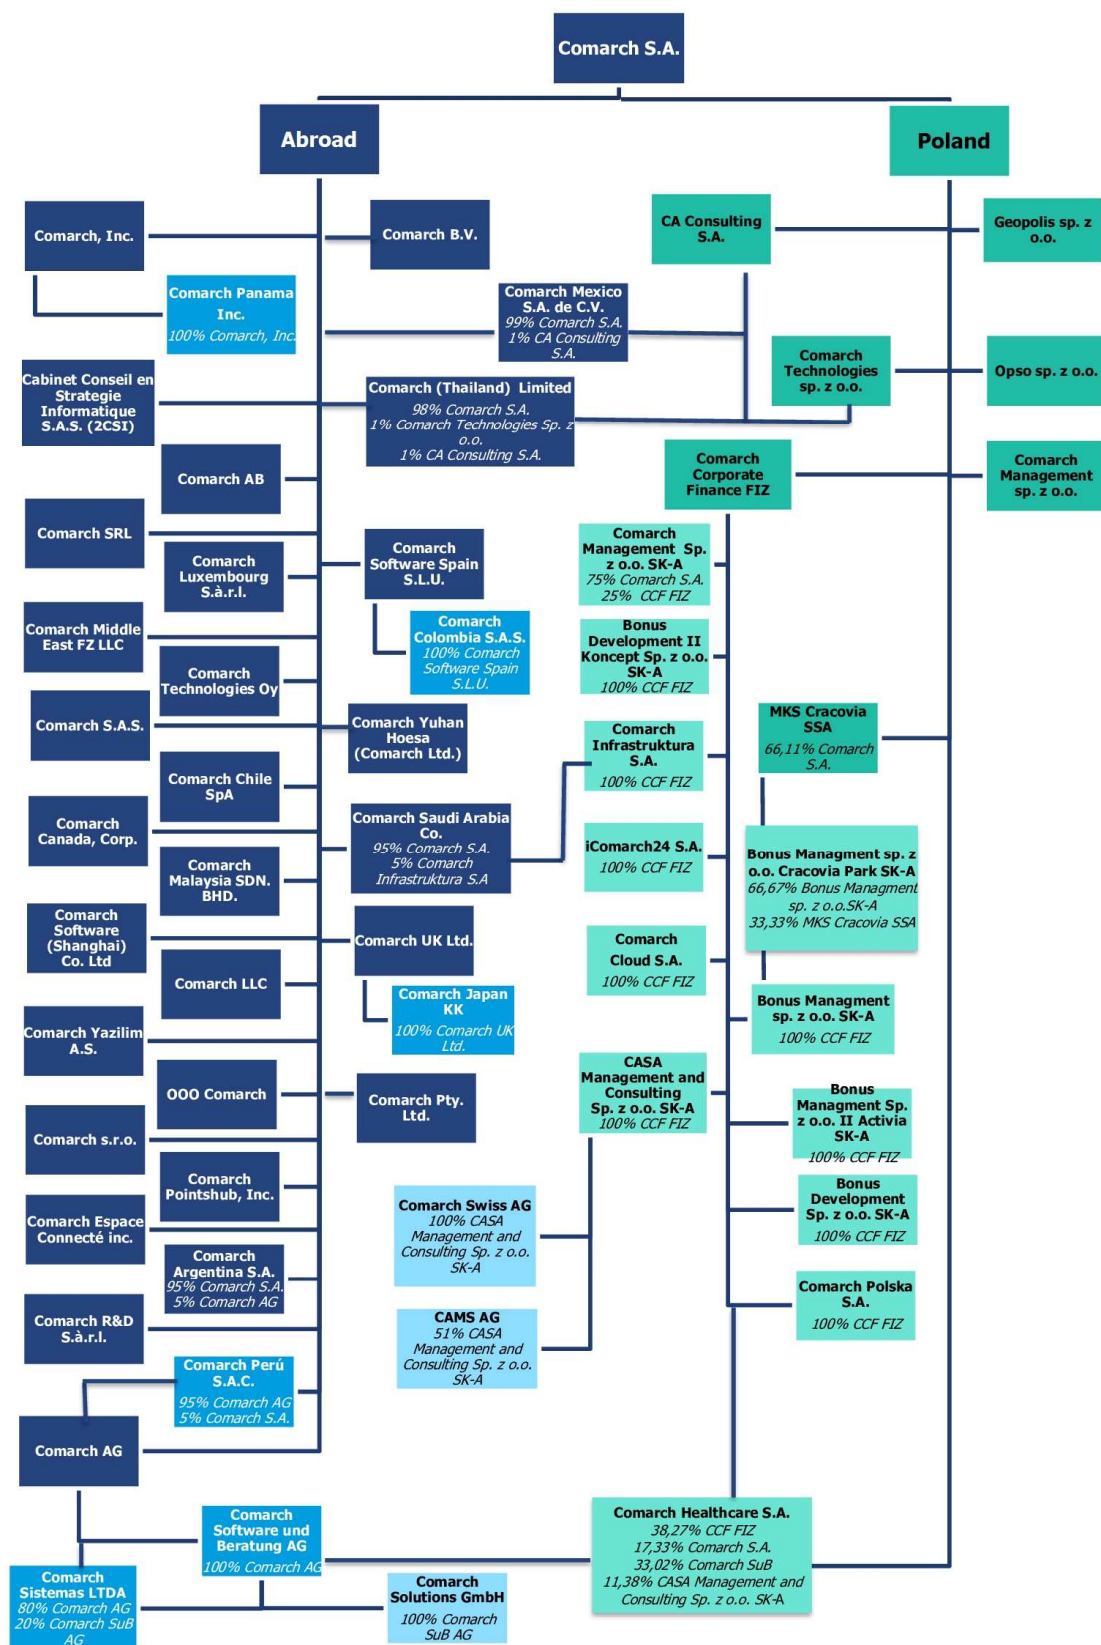 Comarch S.A.
Abroad
Poland
Comarch, Inc.
Comarch B.V.
CA Consulting
S.A.
Geopolis sp. z
o.o.
Comarch Panama
Inc.
100% Comarch, Inc.
Comarch Mexico
S.A. de C.V.
99% Comarch S.A.
1% CA Consulting
S.A.
Comarch
Technologies
sp. z o.o.
Opso sp. z o.o.
Cabinet Conseil en
Strategie
Informatique
S.A.S. (2CSI)
Comarch (Thailand) Limited
98% Comarch S.A.
1% Comarch Technologies Sp. z
o.o.
1% CA Consulting S.A.
Comarch AB
Comarch
Corporate
Finance FIZ
Comarch
Management
sp. z o.o.
Comarch SRL
Comarch
Luxembourg
S.à.r.l.
Comarch
Software Spain
S.L.U.
Comarch
Management Sp.
z o.o. SK-A
75% Comarch S.A.
25% CCF FIZ
Comarch Middle
East FZ LLC
Comarch
Colombia S.A.S.
100% Comarch
Software Spain
S.L.U.
Bonus
Development II
Koncept Sp. z o.o.
SK-A
100% CCF FIZ
Comarch
Technologies Oy
Comarch S.A.S.
Comarch Yuhan
Hoesa
(Comarch Ltd.)
Comarch
Infrastruktura
S.A.
100% CCF FIZ
MKS Cracovia
SSA
66,11% Comarch
S.A.
Comarch Chile
SpA
Comarch
Canada, Corp.
Comarch Saudi Arabia
Co.
95% Comarch S.A.
5% Comarch
Infrastruktura S.A
iComarch24 S.A.
100% CCF FIZ
Bonus Managment sp. z
o.o. Cracovia Park SK-A
66,67% Bonus Managment
sp. z o.o.SK-A
33,33% MKS Cracovia SSA
Comarch
Malaysia SDN.
BHD.
Comarch
Software
(Shanghai)
Co. Ltd
Comarch UK Ltd.
Comarch
Cloud S.A.
100% CCF FIZ
Comarch LLC
Comarch Japan
KK
100% Comarch UK
Ltd.
Bonus Managment
sp. z o.o. SK-A
100% CCF FIZ
Comarch Yazilim
A.S.
OOO Comarch
Comarch Pty.
Ltd.
CASA
Management and
Consulting
Sp. z o.o. SK-A
100% CCF FIZ
Bonus
Managment Sp.
z o.o. II Activia
SK-A
100% CCF FIZ
Comarch s.r.o.
Comarch
Pointshub, Inc.
Comarch Swiss AG
100% CASA
Management and
Consulting Sp. z o.o.
SK-A
Bonus
Development
Sp. z o.o. SK-A
100% CCF FIZ
Comarch Espace
Connecté inc.
Comarch
Argentina S.A.
95% Comarch S.A.
5% Comarch AG
Comarch Polska
S.A.
100% CCF FIZ
Comarch R&D
S.à.r.l.
CAMS AG
51% CASA
Management and
Consulting Sp. z o.o.
SK-A
Comarch Perú
S.A.C.
95% Comarch AG
5% Comarch S.A.
Comarch AG
Comarch
Software und
Beratung AG
100% Comarch AG
Comarch Healthcare S.A.
38,27% CCF FIZ
17,33% Comarch S.A.
33,02% Comarch SuB
11,38% CASA Management and
Consulting Sp. z o.o. SK-A
Comarch
Sistemas LTDA
80% Comarch AG
20% Comarch SuB
AG
Comarch
Solutions GmbH
100% Comarch
SuB AG